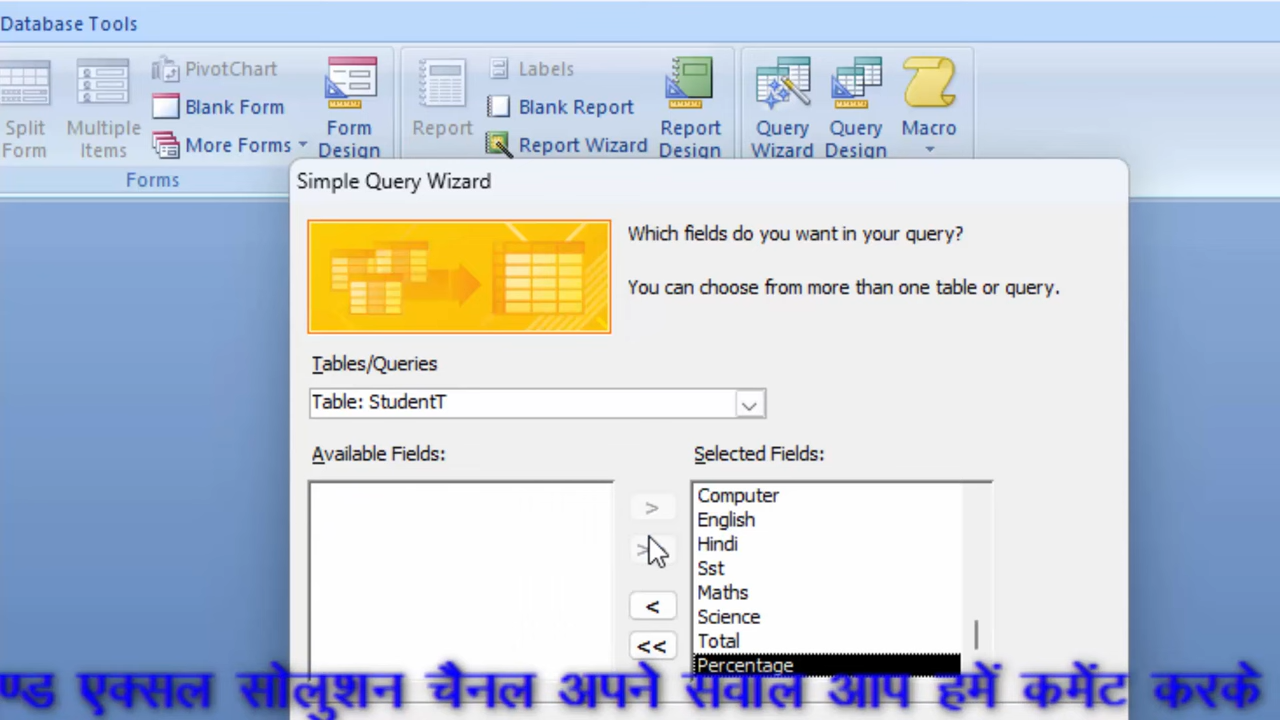 Database Tools
PivotChart
Labels
Blank Form
Blank Report
Split Form
Multiple Items
More Forms
Form Design
Report
Report Wizard
Report Design
Query Wizard
Query Design
Macro
Forms
Simple Query Wizard
Which fields do you want in your query?
You can choose from more than one table or query.
Tables/Queries
Table: StudentT
Available Fields:
Selected Fields:
>
<
<<
Computer
English
Hindi
Sst
Maths
Science
Total
Percentage
एक्सल सोलुशन चैनल अपने सवाल आप हमें कमेंट करके